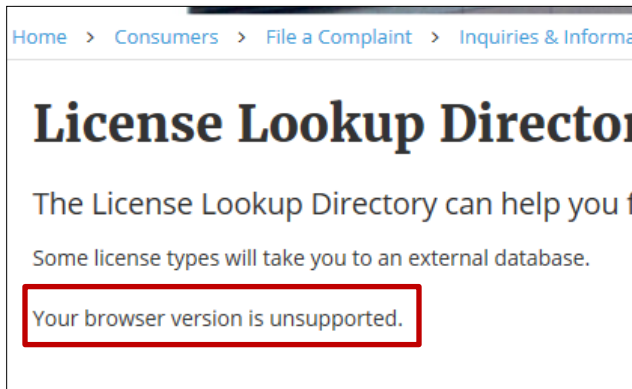 Home > Consumers > File a Complaint > Inquiries & Informa
License Lookup Director
The License Lookup Directory can help you f
Some license types will take you to an external database.
Your browser version is unsupported.